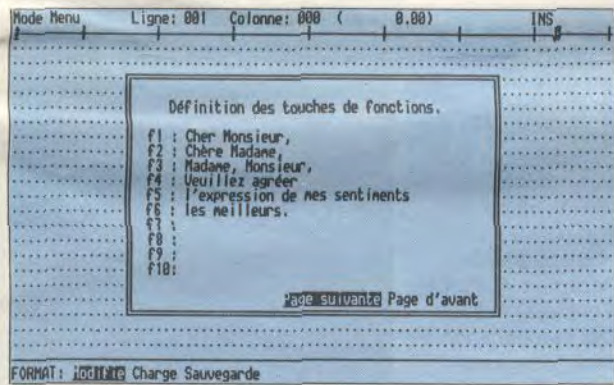 Mode Menu Ligne: 001 Colonne: 000 ( 0.00) INS
Définition des touches de fonctions.
f1 : Cher Monsieur,
f2 : Chère Madame,
f3 : Madame, Monsieur,
f4 : Veuillez agréer
f5 : l'expression de mes sentiments
f6 : les meilleurs.
f7 :
f8 :
f9 :
f10:
Page suivante Page d'avant
FORMAT: Modifie Charge Sauvegarde